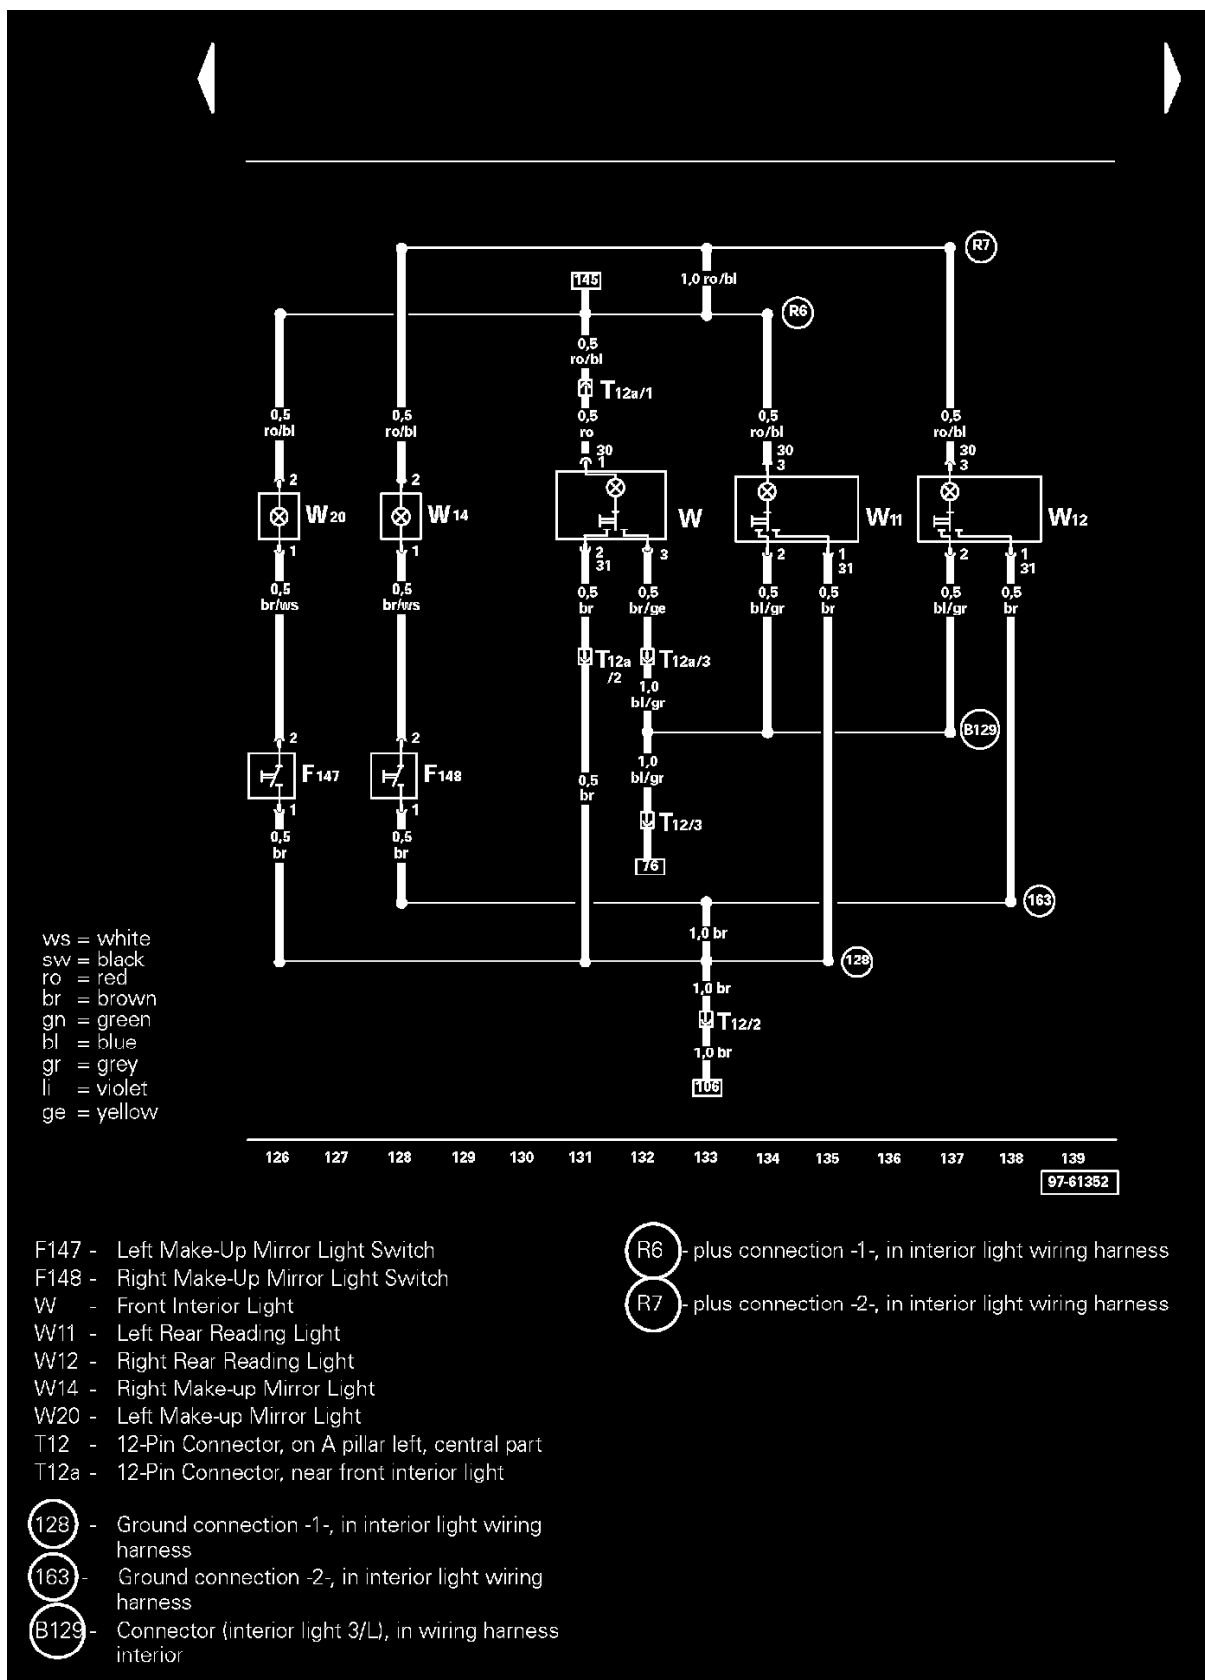 R7
145
1,0 ro/bl
R6
0,5
ro/bl
T12a/1
0,5
ro/bl
0,5
ro/bl
0,5
ro
0,5
ro/bl
0,5
ro/bl
30
1
30
3
30
3
2
2
W20
W14
W
W11
W12
1
1
2
31
3
2
1
31
2
1
31
0,5
br/ws
0,5
br/ws
0,5
br
0,5
br/ge
0,5
bl/gr
0,5
br
0,5
bl/gr
0,5
br
T12a
/2
T12a/3
1,0
bl/gr
B129
2
2
1,0
bl/gr
F147
F148
0,5
br
1
1
T12/3
0,5
br
0,5
br
76
163
1,0 br
128
1,0 br
T12/2
1,0 br
106
ws = white
sw = black
ro = red
br = brown
gn = green
bl = blue
gr = grey
li = violet
ge = yellow
126 127 128 129 130 131 132 133 134 135 136 137 138 139
97-61352
F147 - Left Make-Up Mirror Light Switch
F148 - Right Make-Up Mirror Light Switch
W - Front Interior Light
W11 - Left Rear Reading Light
W12 - Right Rear Reading Light
W14 - Right Make-up Mirror Light
W20 - Left Make-up Mirror Light
T12 - 12-Pin Connector, on A pillar left, central part
T12a - 12-Pin Connector, near front interior light
128 - Ground connection -1-, in interior light wiring
harness
163 - Ground connection -2-, in interior light wiring
harness
B129 - Connector (interior light 3/L), in wiring harness
interior
R6 - plus connection -1-, in interior light wiring harness
R7 - plus connection -2-, in interior light wiring harness